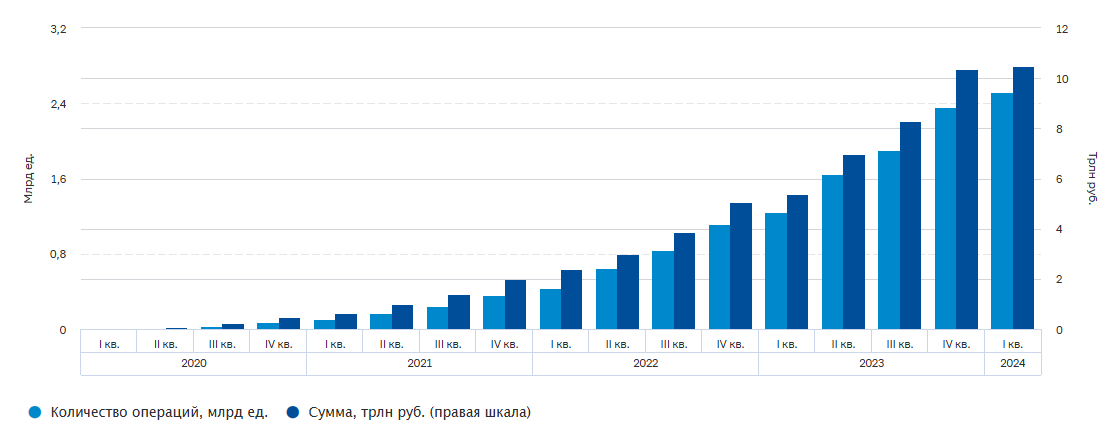 3,2
12
10
2,4
8
Млрд ед.
Трлн руб.
1,6
6
4
0,8
2
0
0
I кв. II кв. III кв. IV кв. I кв. II кв. III кв. IV кв. I кв. II кв. III кв. IV кв. I кв. II кв. III кв. IV кв. I кв.
2020 2021 2022 2023 2024
Количество операций, млрд ед. Сумма, трлн руб. (правая шкала)